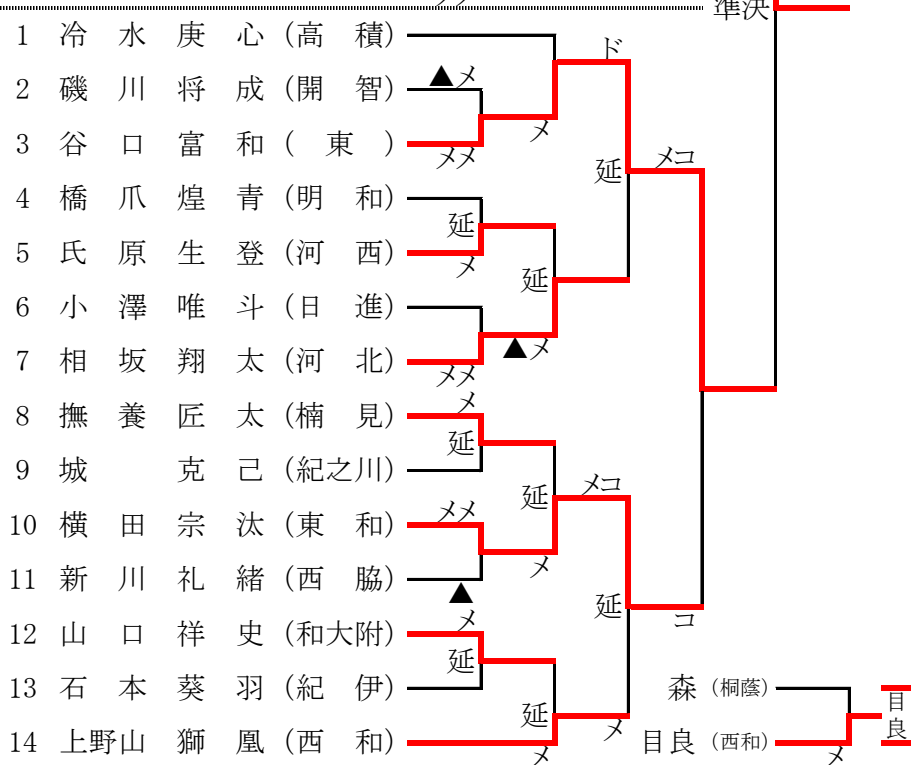 準決
1 冷 水 庚 心 (高 積)
ド
2 磯 川 将 成 (開 智)
▲メ
メ
3 谷 口 富 和 ( 東 )
メメ
延
メコ
4 橋 爪 煌 青 (明 和)
延
5 氏 原 生 登 (河 西)
メ
延
6 小 澤 唯 斗 (日 進)
▲メ
7 相 坂 翔 太 (河 北)
メメ
8 撫 養 匠 太 (楠 見)
メ
延
9 城 克 己 (紀之川)
延
メコ
10 横 田 宗 汰 (東 和)
メメ
メ
11 新 川 礼 緒 (西 脇)
▲
延
コ
12 山 口 祥 史 (和大附)
メ
延
13 石 本 葵 羽 (紀 伊)
延
メ
14 上野山 獅 凰 (西 和)
メ
森 (桐蔭)
目良 (西和)
メ
目良